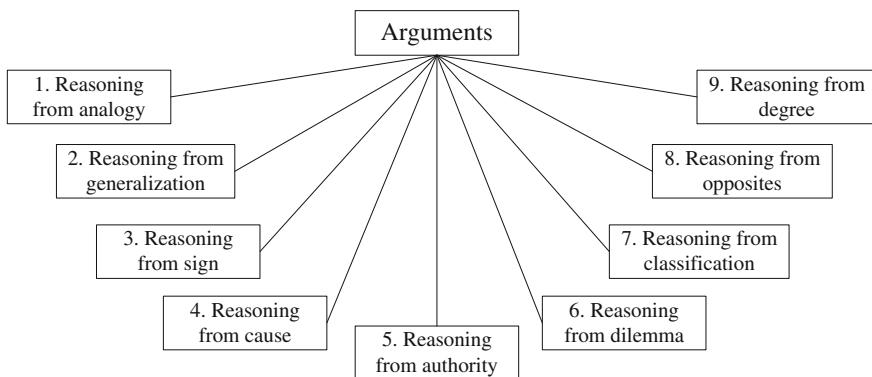 Arguments
1. Reasoning
from analogy
2. Reasoning from
generalization
3. Reasoning
from sign
4. Reasoning
from cause
5. Reasoning
from authority
6. Reasoning
from dilemma
7. Reasoning from
classification
8. Reasoning from
opposites
9. Reasoning from
degree